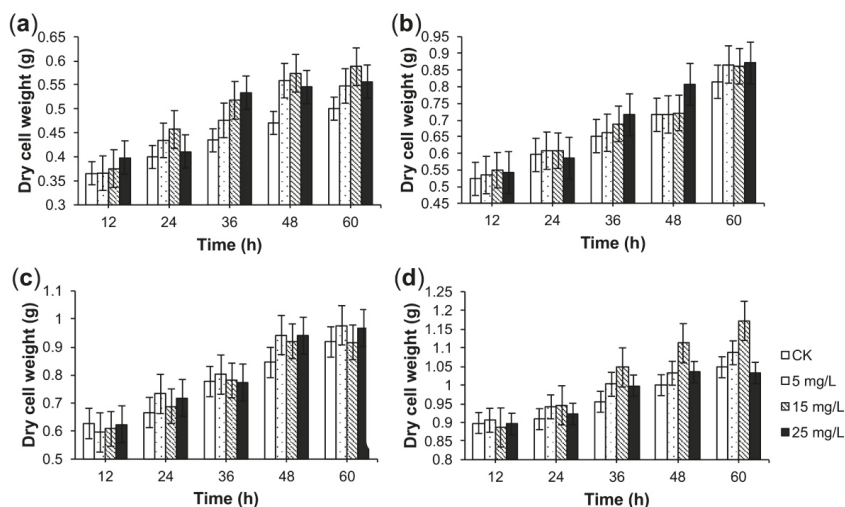 (a)
Dry cell weight (g)
0.65
0.6
0.55
0.5
0.45
0.4
0.35
0.3
12 24 36 48 60
Time (h)
(b)
Dry cell weight (g)
0.95
0.9
0.85
0.8
0.75
0.7
0.65
0.6
0.55
0.5
0.45
12 24 36 48 60
Time (h)
(c)
Dry cell weight (g)
1.1
1
0.9
0.8
0.7
0.6
0.5
12 24 36 48 60
Time (h)
(d)
Dry cell weight (g)
1.25
1.2
1.15
1.1
1.05
1
0.95
0.9
0.85
0.8
12 24 36 48 60
Time (h)
CK
5 mg/L
15 mg/L
25 mg/L